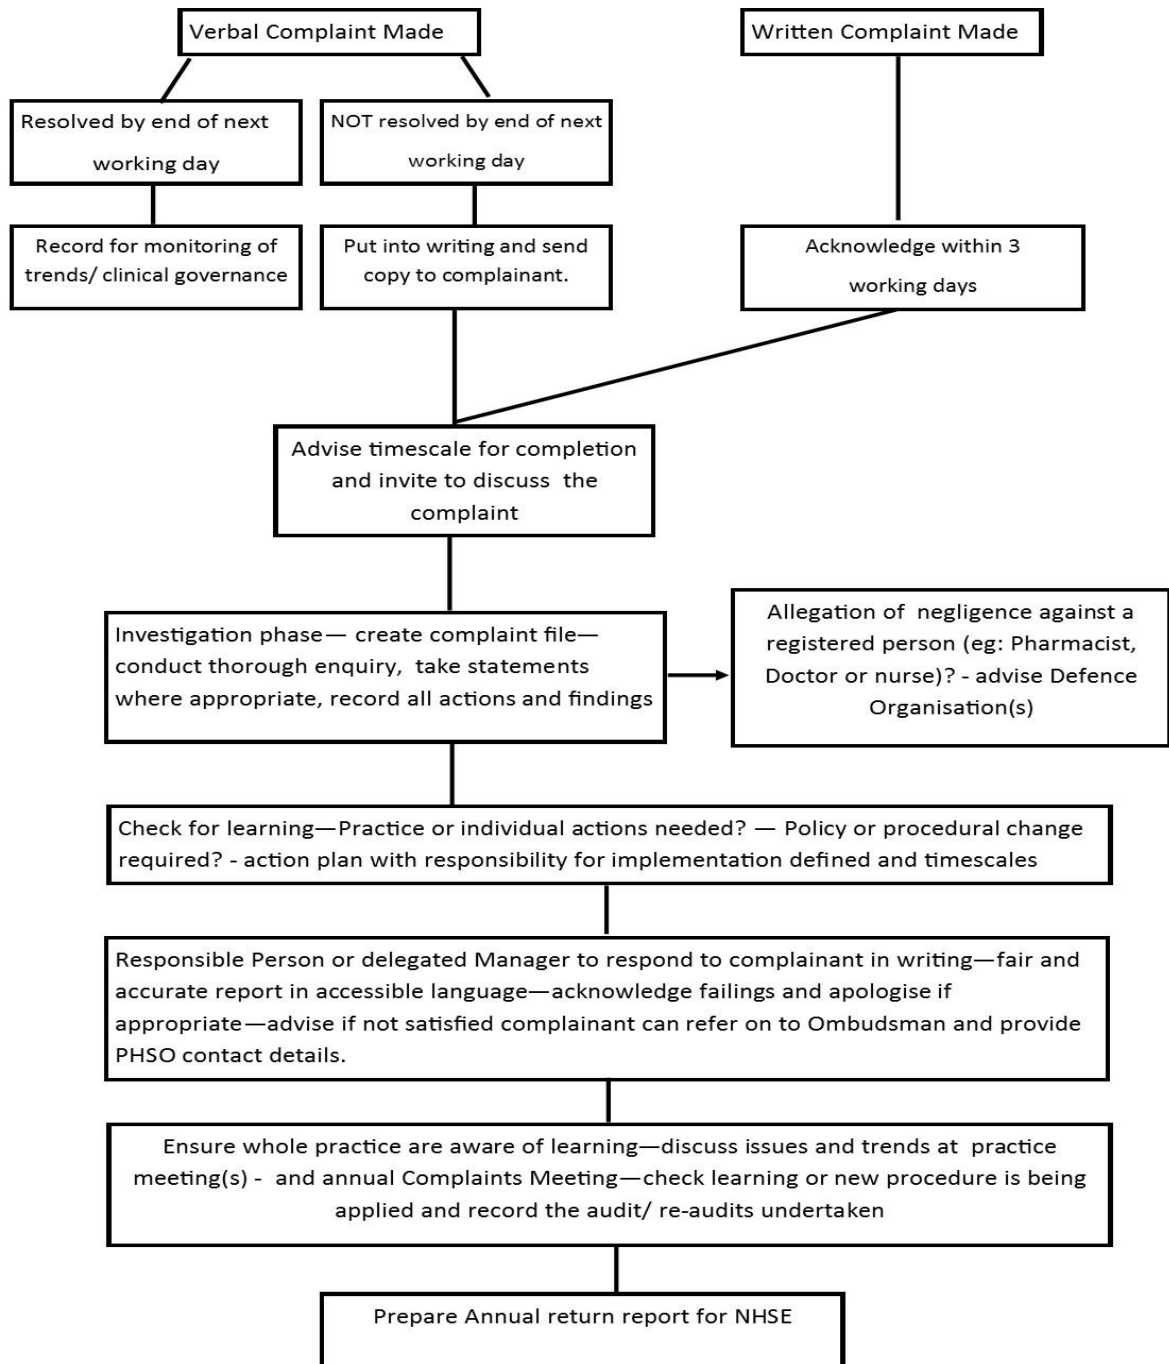 Verbal Complaint Made
Written Complaint Made
Resolved by end of next
working day
NOT resolved by end of next
working day
Record for monitoring of
trends/ clinical governance
Put into writing and send
copy to complainant.
Acknowledge within 3
working days
Advise timescale for completion
and invite to discuss the
complaint
Investigation phase— create complaint file—
conduct thorough enquiry, take statements
where appropriate, record all actions and findings
Allegation of negligence against a
registered person (eg: Pharmacist,
Doctor or nurse)? - advise Defence
Organisation(s)
Check for learning—Practice or individual actions needed? — Policy or procedural change
required? - action plan with responsibility for implementation defined and timescales
Responsible Person or delegated Manager to respond to complainant in writing—fair and
accurate report in accessible language—acknowledge failings and apologise if
appropriate—advise if not satisfied complainant can refer on to Ombudsman and provide
PHSO contact details.
Ensure whole practice are aware of learning—discuss issues and trends at practice
meeting(s) - and annual Complaints Meeting—check learning or new procedure is being
applied and record the audit/ re-audits undertaken
Prepare Annual return report for NHSE